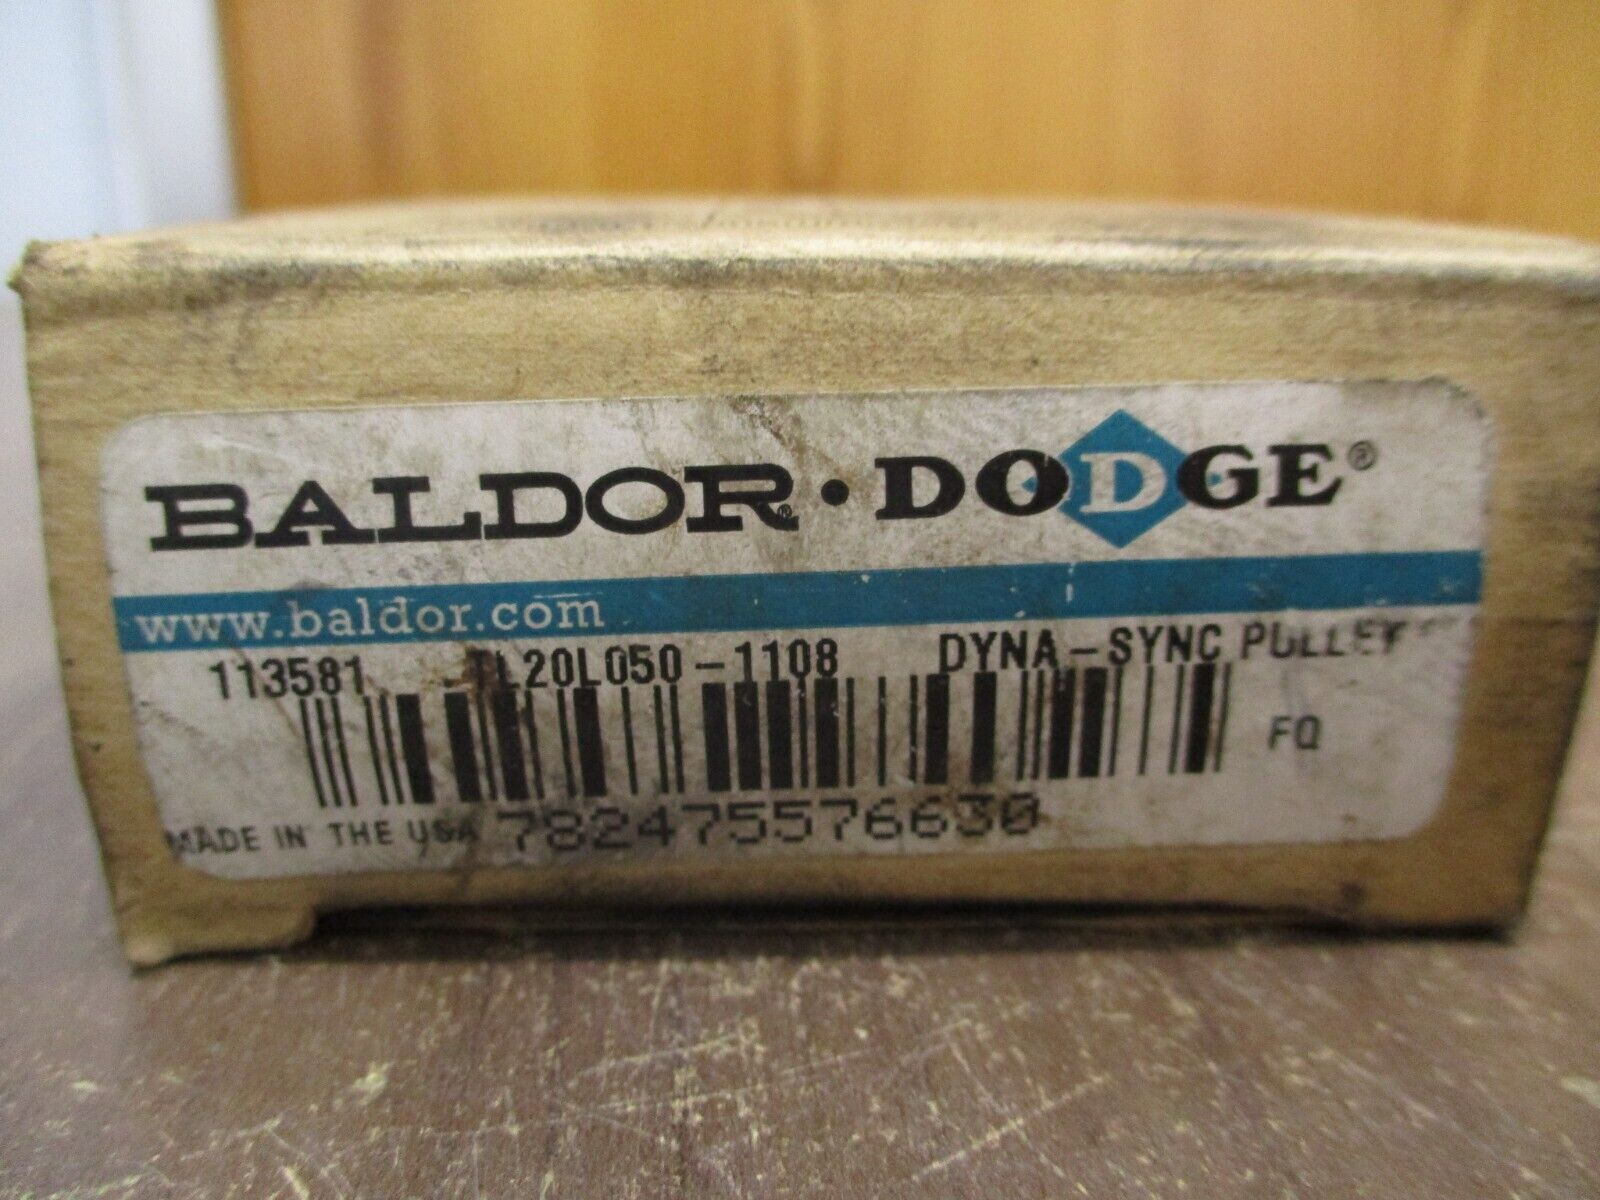 BALDOR® • DODGE®
www.baldor.com
113581 L20L050-1108 DYNA-SYNC PULLEY
FQ
MADE IN THE USA 782475576630